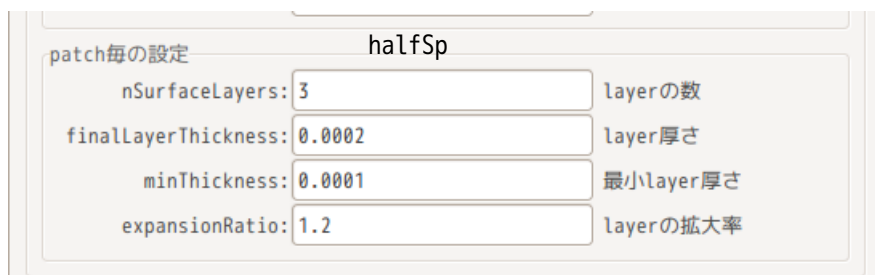 patch毎の設定 halfSp
nSurfaceLayers: 3 layerの数
finalLayerThickness: 0.0002 layer厚さ
minThickness: 0.0001 最小layer厚さ
expansionRatio: 1.2 layerの拡大率